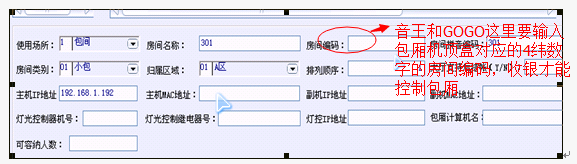 使用场所: 1 包间 房间名称: 301 房间编码: 301
房间类别: 01 小包 归属区域: 01 A区 排列顺序:
主机IP地址 192.168.1.192 主机MAC地址: 副机IP地址
灯光控制器机号: 灯光控制继电器号: 灯控IP地址 包厢计算机名:
可容纳人数:
音王和GOGO这里要输入
包厢机顶盒对应的4纬数
字的房间编码，收银才能
控制包厢